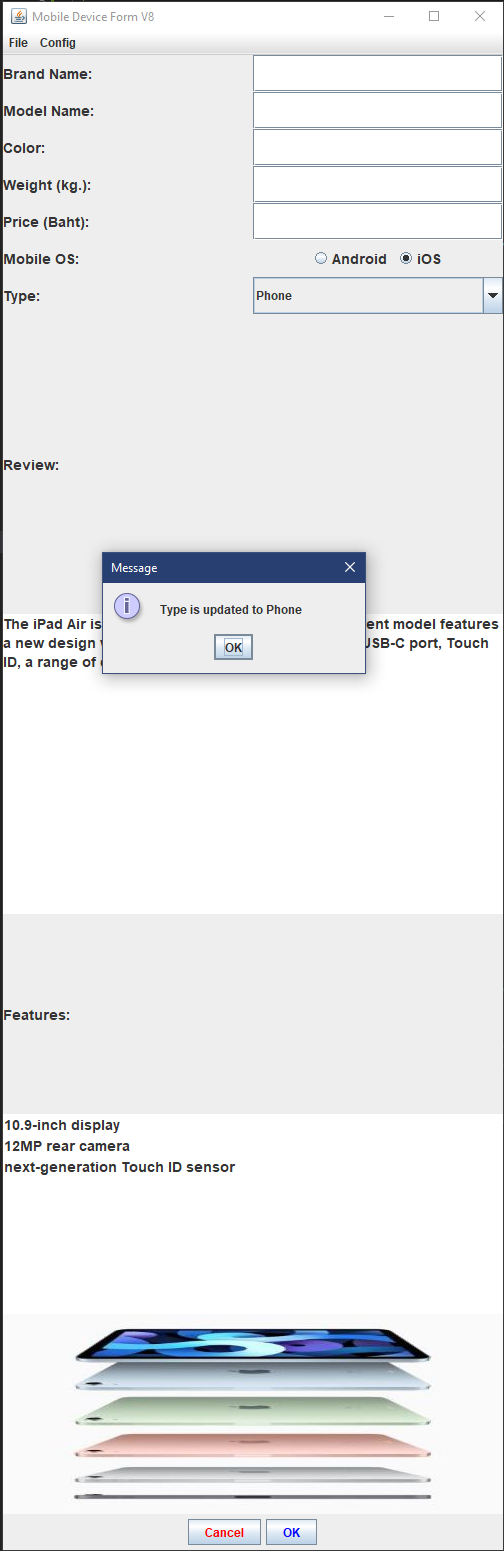 Mobile Device Form V8
File Config
Brand Name:
Model Name:
Color:
Weight (kg.):
Price (Baht):
Mobile OS: Android iOS
Type: Phone
Review:
Message
Type is updated to Phone
OK
The iPad Air is ent model features
a new design USB-C port, Touch
ID, a range of
Features:
10.9-inch display
12MP rear camera
next-generation Touch ID sensor
Cancel OK